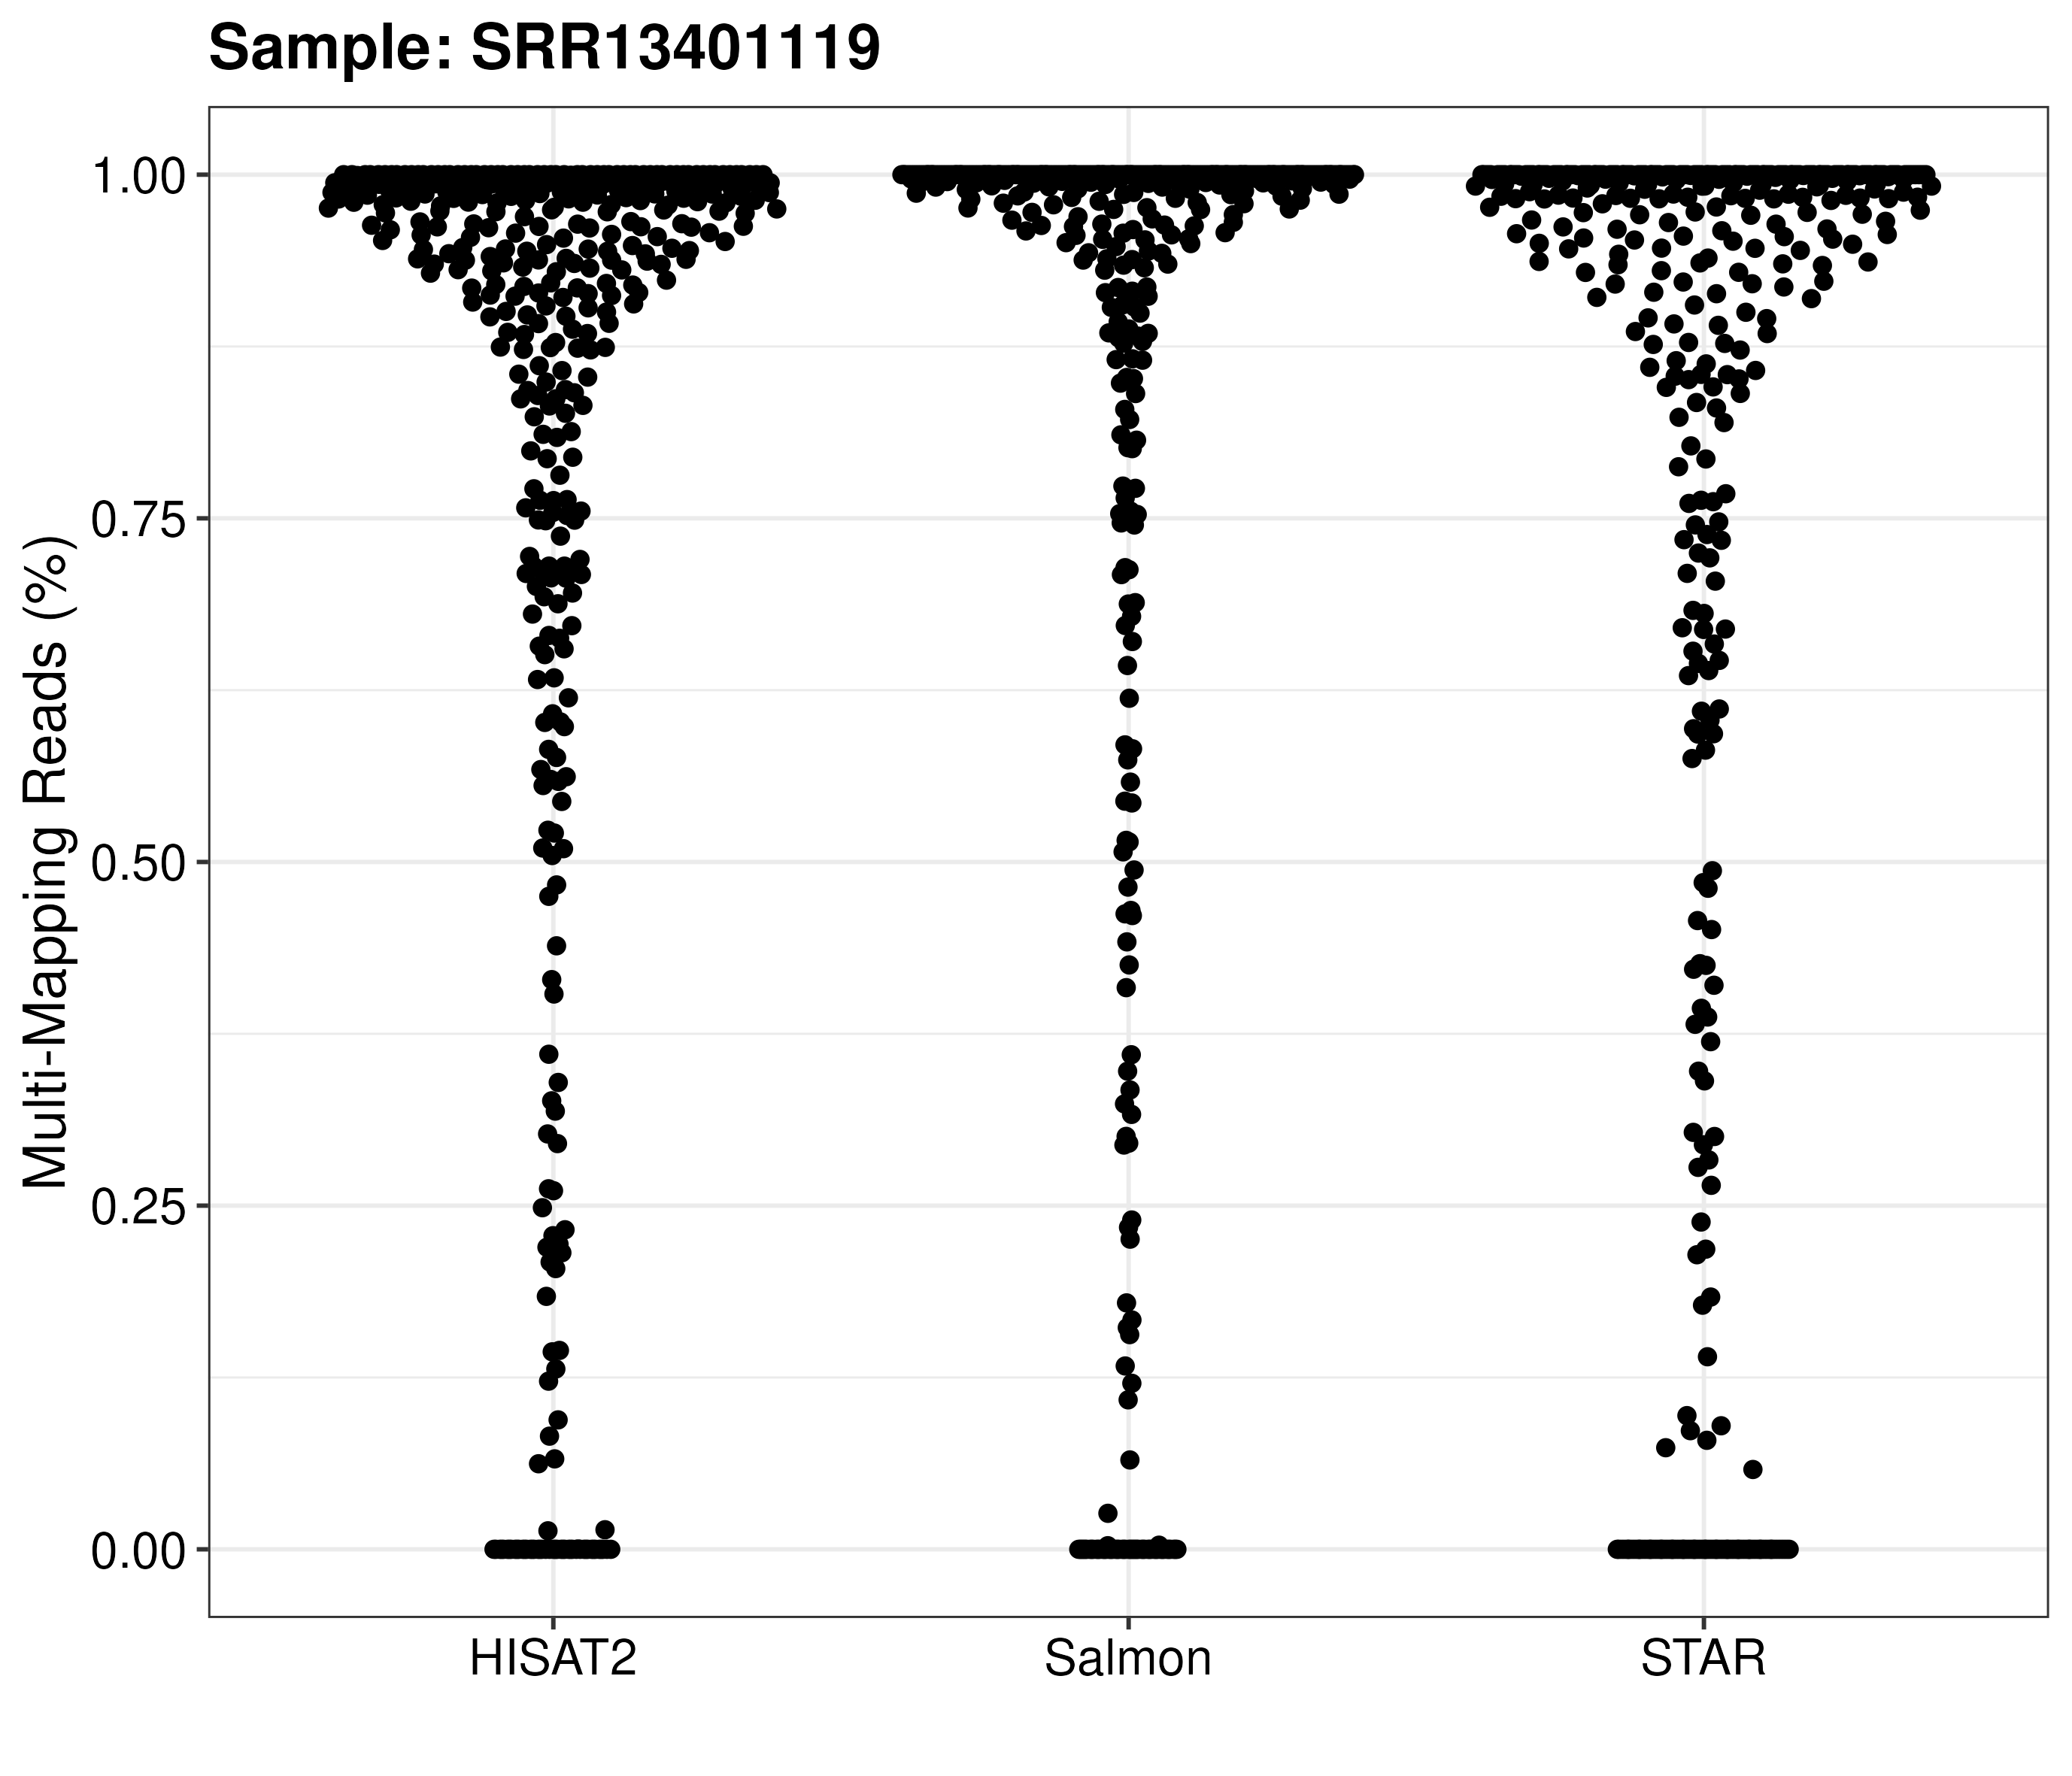 Sample: SRR13401119
Multi-Mapping Reads (%)
1.00
0.75
0.50
0.25
0.00
HISAT2
Salmon
STAR